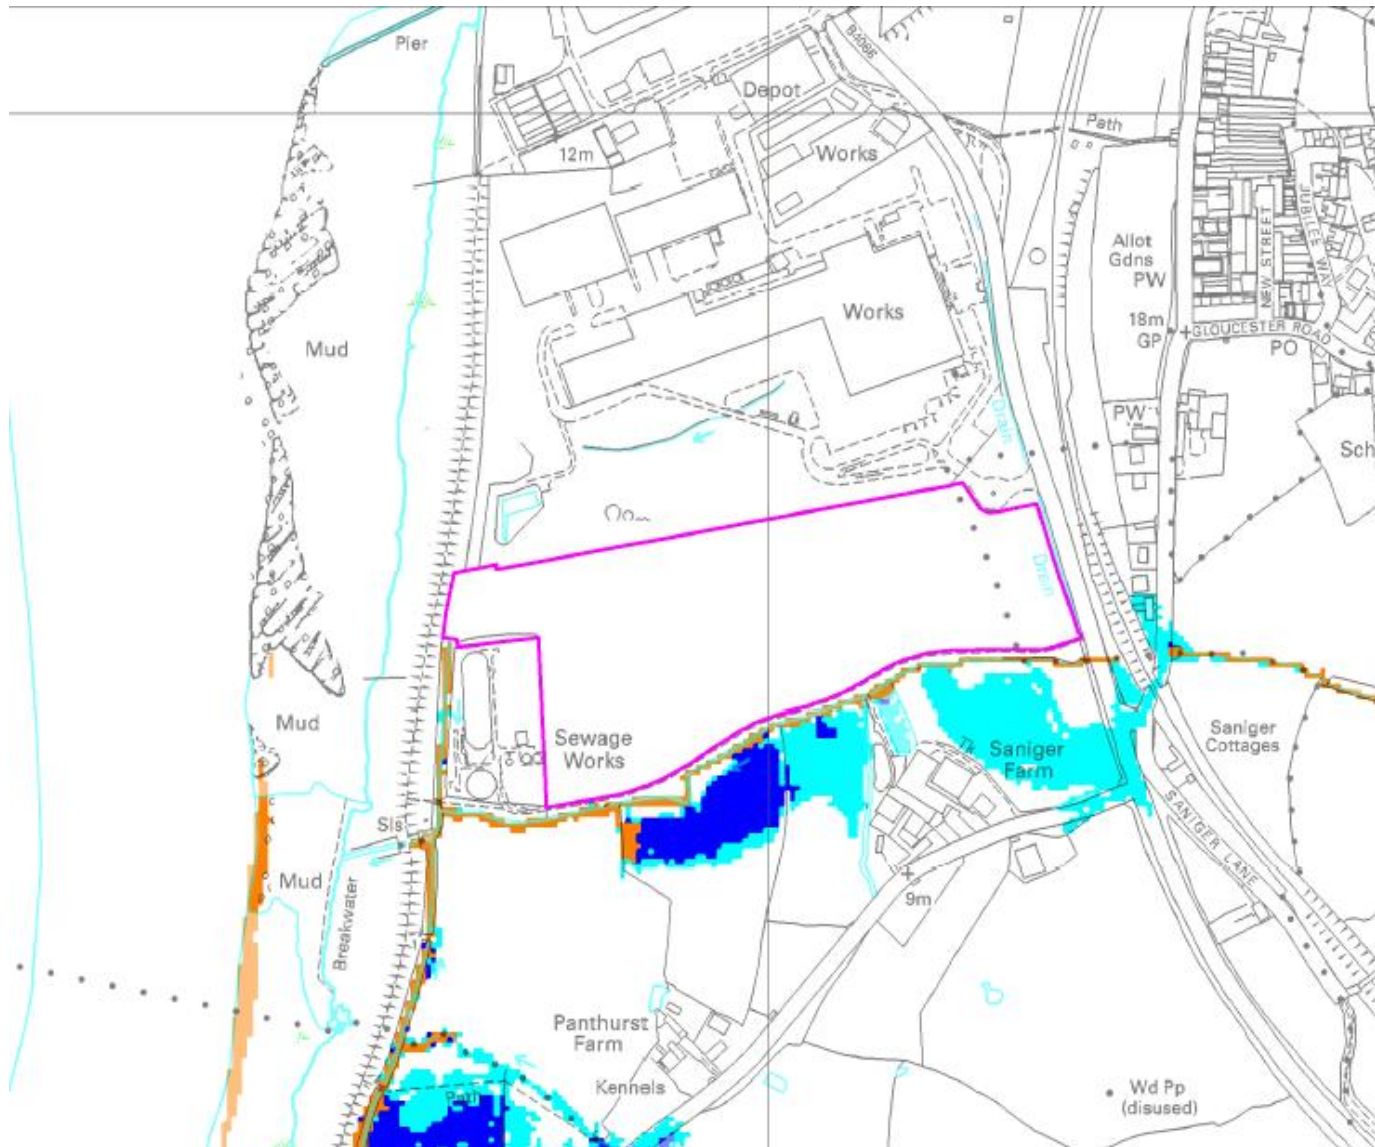 Pier
B4066
Depot
12m
Works
Path
Allot
Gdns
PW
18m
GP
NEW STREET
JUBILEE WAY
GLOUCESTER ROAD
PO
Works
Mud
Drain
PW
Sch
Drain
Mud
Sewage
Works
Tk
Saniger
Farm
Saniger
Cottages
SANIGER LANE
Sls
Mud
Breakwater
9m
Panthurst
Farm
Kennels
Path
Wd Pp
(disused)